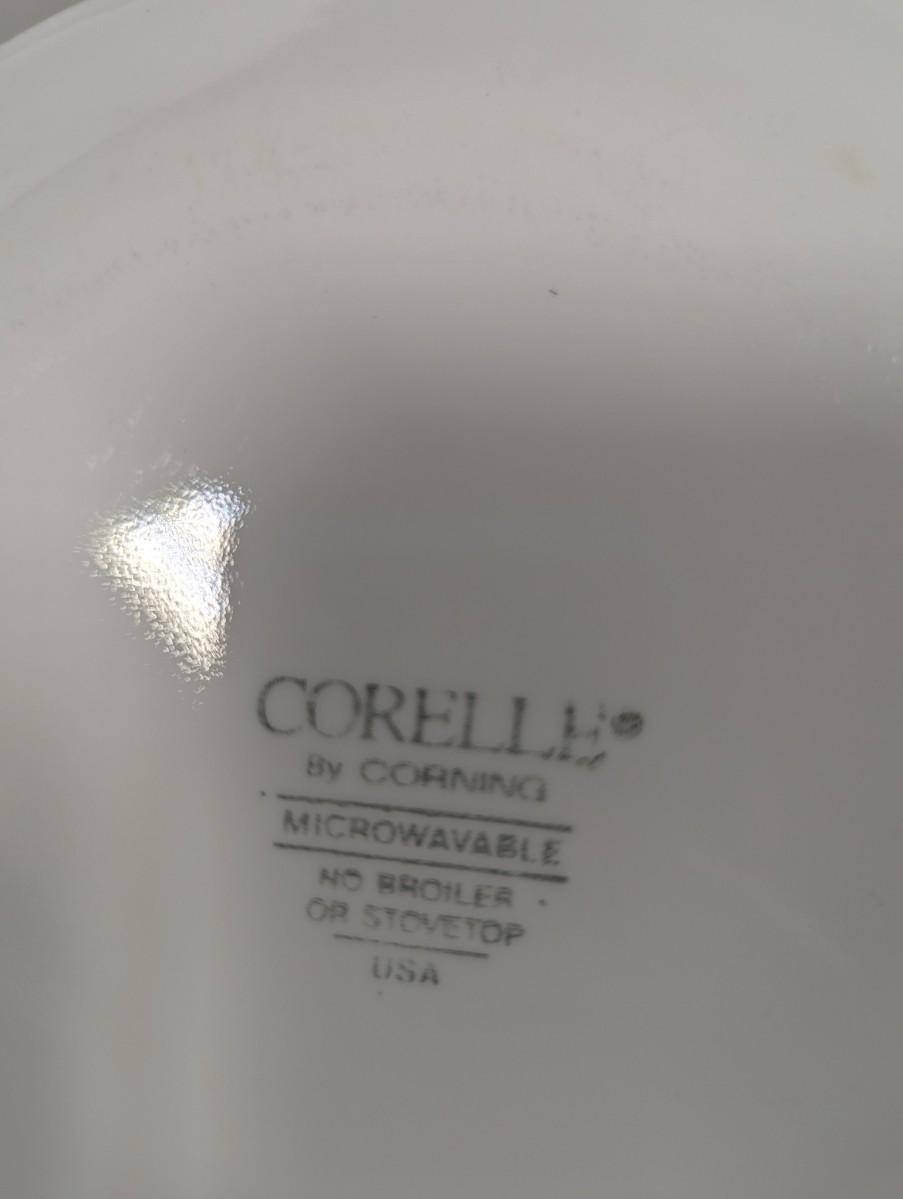 CORELLE®
By CORNING
MICROWAVABLE
NO BROILER
OR STOVETOP
USA